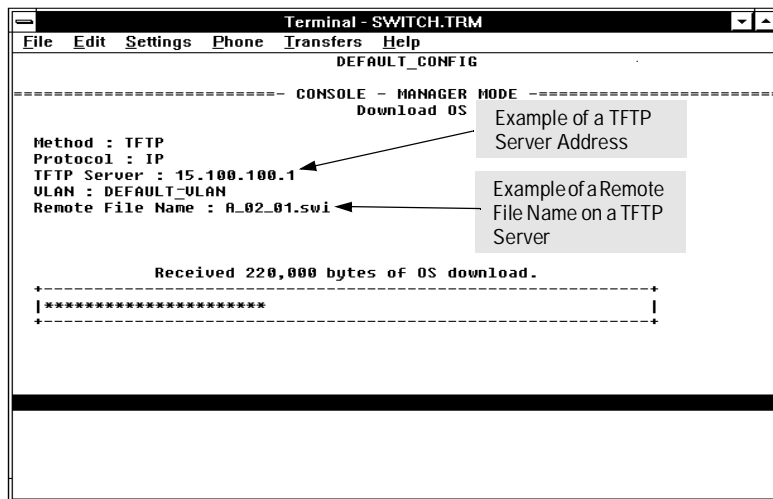 Terminal - SWITCH.TRM
File Edit Settings Phone Transfers Help
DEFAULT_CONFIG
==========================- CONSOLE - MANAGER MODE -==========================
Download OS
Method : TFTP
Protocol : IP
TFTP Server : 15.100.100.1
VLAN : DEFAULT_VLAN
Remote File Name : A_02_01.swi
Example of a TFTP
Server Address
Example of a Remote
File Name on a TFTP
Server
Received 220,000 bytes of OS download.
+------------------------------------------------------------+
|**********************                                      |
+------------------------------------------------------------+